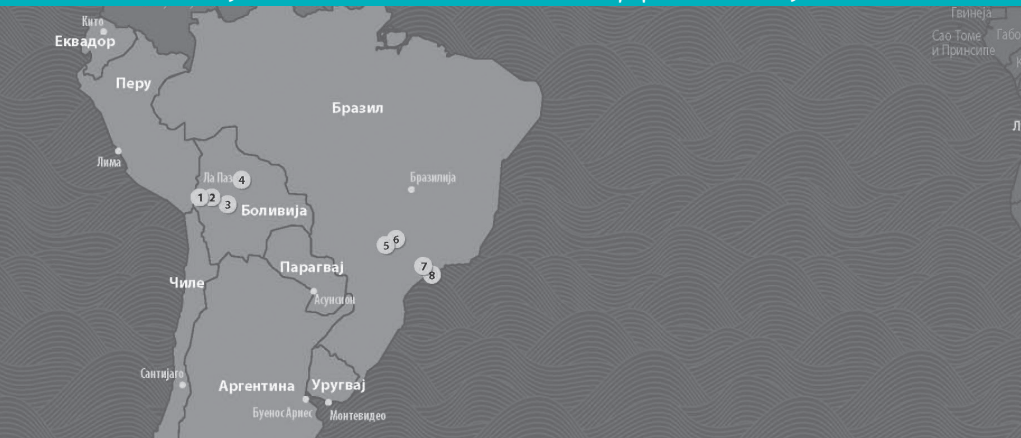 Кито
Еквадор
Перу
Бразил
Лима
Ла Паз
4
Бразилија
1
2
3
Боливија
5
6
7
8
Парагвај
Асунсион
Чиле
Сантијаго
Аргентина
Уругвај
Буенос Арис
Монтевидео
Гвинеја
Сао Томе
и Принсипе